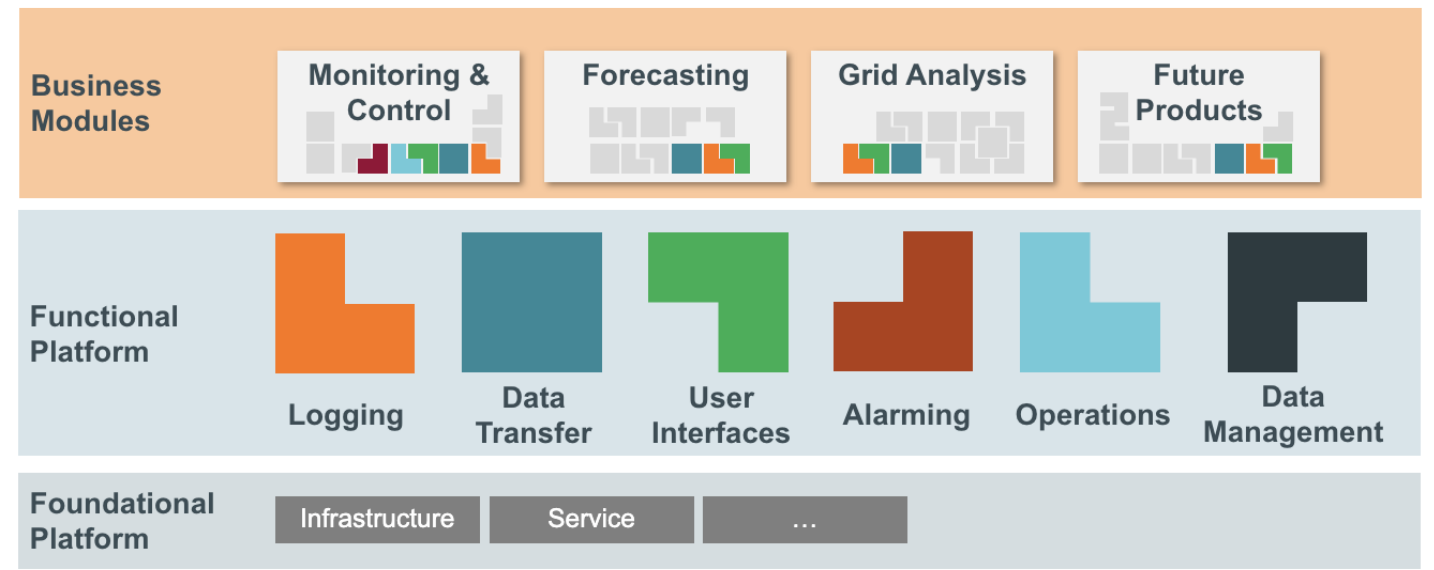 Business
Modules
Monitoring &
Control
Forecasting
Grid Analysis
Future
Products
Functional
Platform
Logging
Data
Transfer
User
Interfaces
Alarming
Operations
Data
Management
Foundational
Platform
Infrastructure
Service
...